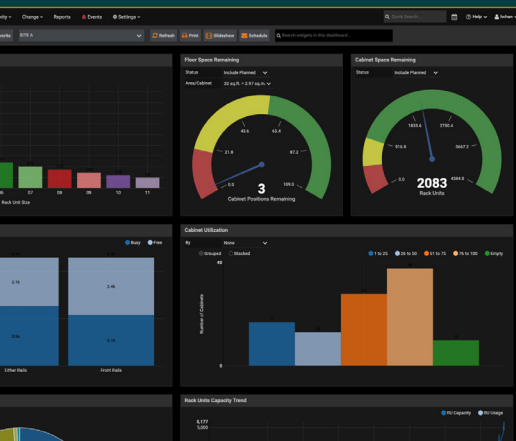 Change Reports Events Settings Quick Search... Help
SITE A Refresh Print Slideshow Schedule Search widgets in this dashboard...
Floor Space Remaining
Status Include Planned
Area/Cabinet 32 sq.ft. = 2.97 sq.m.
43.6 65.4
21.8 87.2
0.0 109.0
3
Cabinet Positions Remaining
Cabinet Space Remaining
Status Include Planned
1833.6 2750.4
916.8 3667.2
0.0 4584.0
2083
Rack Units
07 08 09 10 11
Rack Unit Size
Busy Free
Either Rails Front Rails
Cabinet Utilization
By None
Grouped Stacked 1 to 25 26 to 50 51 to 75 76 to 100 Empty
40
Number of Cabinets
0
Rack Units Capacity Trend
RU Capacity RU Usage
5,177
5,000